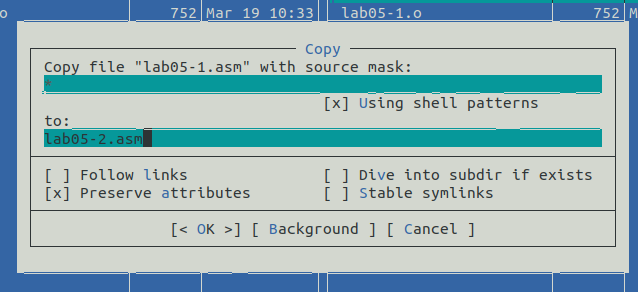 o 752 Mar 19 10:33 lab05-1.o 752 M
Copy
Copy file "lab05-1.asm" with source mask:
*
[x] Using shell patterns
to:
lab05-2.asm
[ ] Follow links [ ] Dive into subdir if exists
[x] Preserve attributes [ ] Stable symlinks
[< OK >] [ Background ] [ Cancel ]